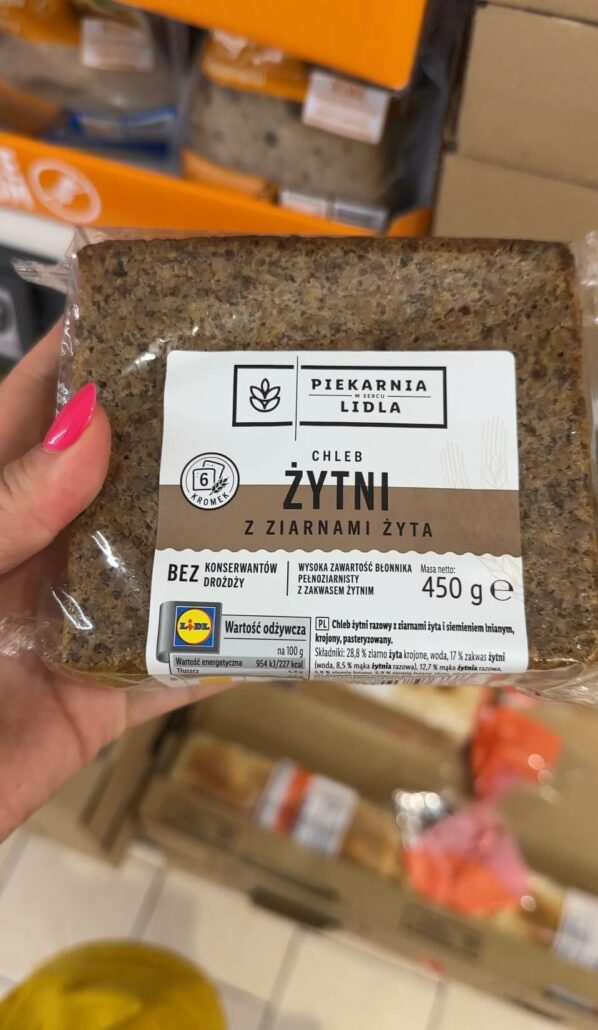 PIEKARNIA
W SERCU
LIDLA
CHLEB
ŻYTNI
Z ZIARNAMI ŻYTA
6
KROMEK
BEZ KONSERWANTÓW
DROŻDŻY
WYSOKA ZAWARTOŚĆ BŁONNIKA
PEŁNOZIARNISTY
Z ZAKWASEM ŻYTNIM
Masa netto:
450 g e
LIDL
Wartość odżywcza
na 100 g
Wartość energetyczna 954 kJ/227 kcal
Tłuszcz
PL Chleb żytni razowy z ziarnami żyta i siemieniem lnianym,
krojony, pasteryzowany.
Składniki: 28,8 % ziarno żyta krojone, woda, 17 % zakwas żytni
(woda, 8,5 % mąka żytnia razowa), 12,7 % mąka żytnia razowa,